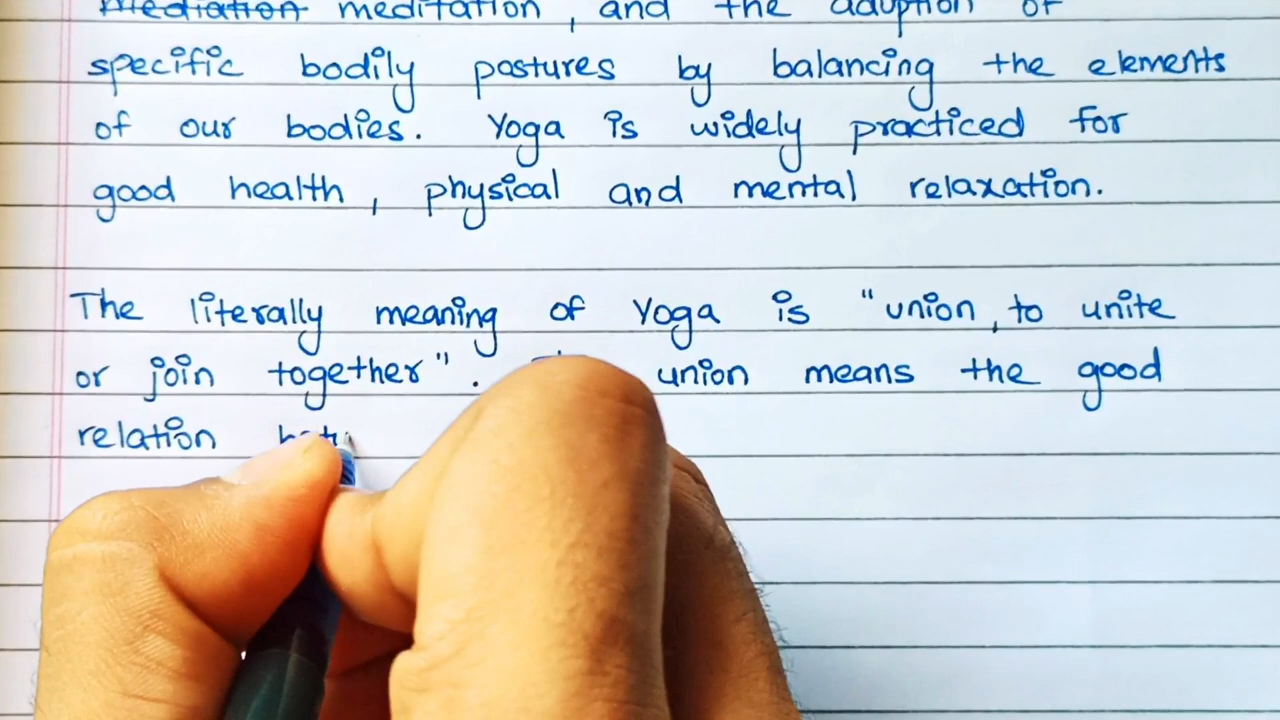 meditation, and the adoption of
specific bodily postures by balancing the elements
of our bodies. Yoga is widely practiced for
good health, physical and mental relaxation.
The literally meaning of Yoga is "union, to unite
or join together". union means the good
relation